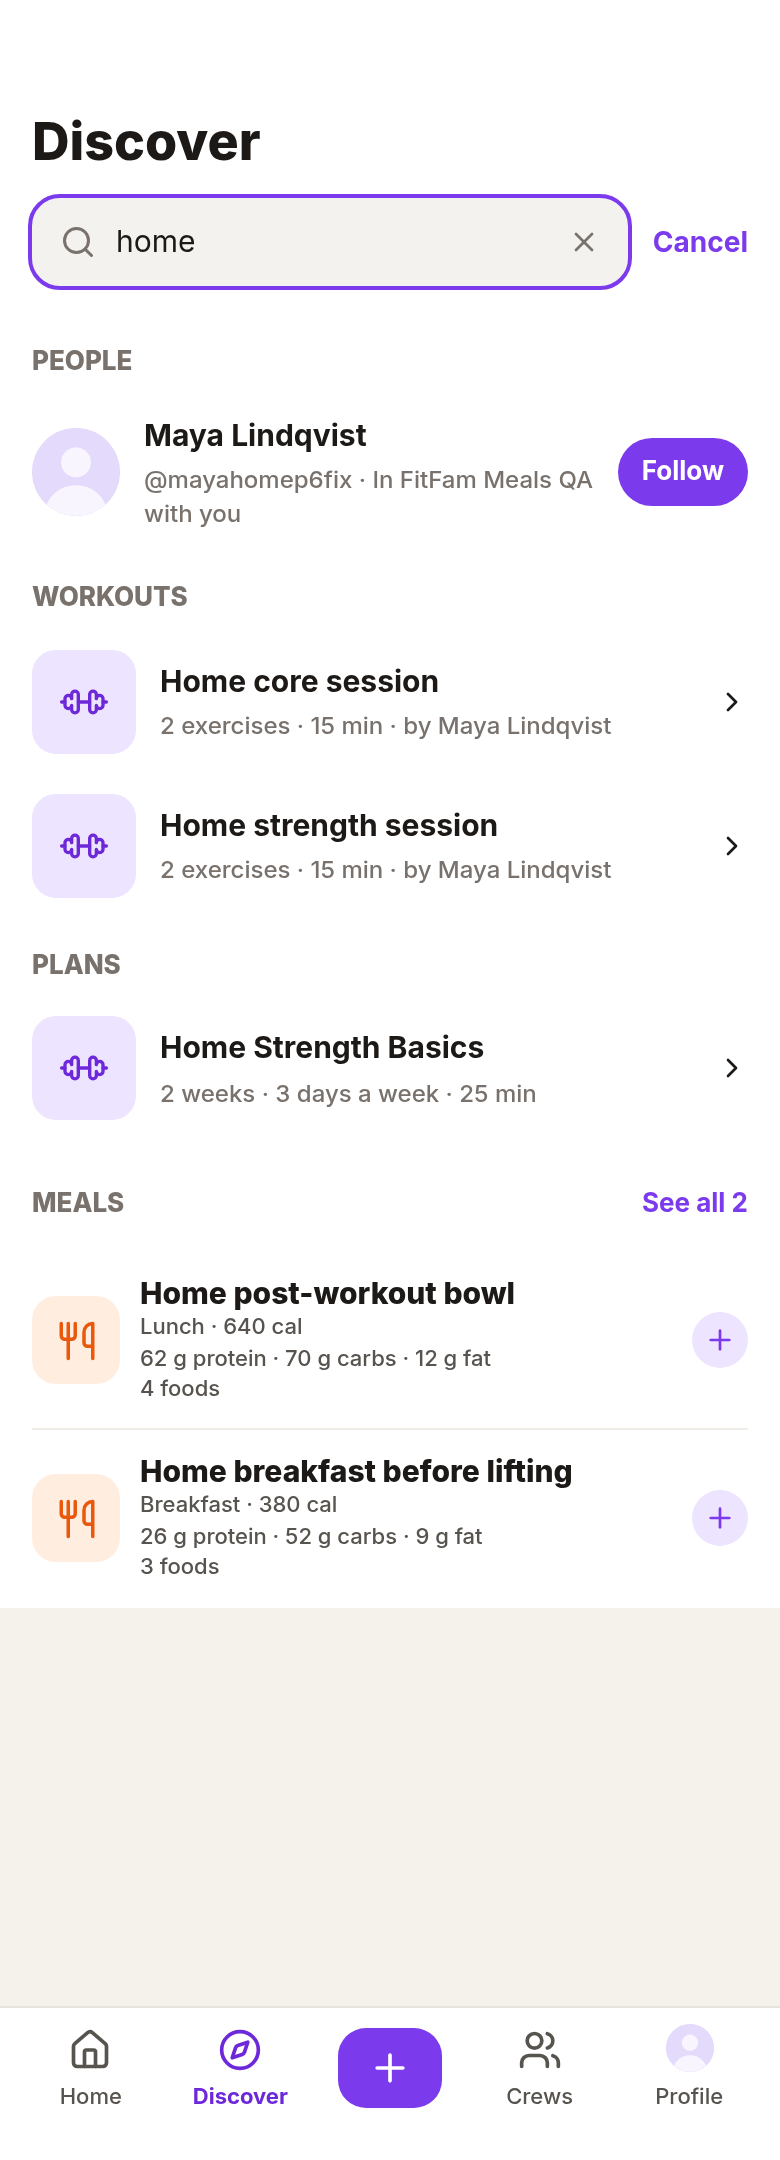 Discover
home
Cancel
PEOPLE
Maya Lindqvist
@mayahomep6fix · In FitFam Meals QA
with you
Follow
WORKOUTS
Home core session
2 exercises · 15 min · by Maya Lindqvist
Home strength session
2 exercises · 15 min · by Maya Lindqvist
PLANS
Home Strength Basics
2 weeks · 3 days a week · 25 min
MEALS
See all 2
Home post-workout bowl
Lunch · 640 cal
62 g protein · 70 g carbs · 12 g fat
4 foods
Home breakfast before lifting
Breakfast · 380 cal
26 g protein · 52 g carbs · 9 g fat
3 foods
Home
Discover
Crews
Profile